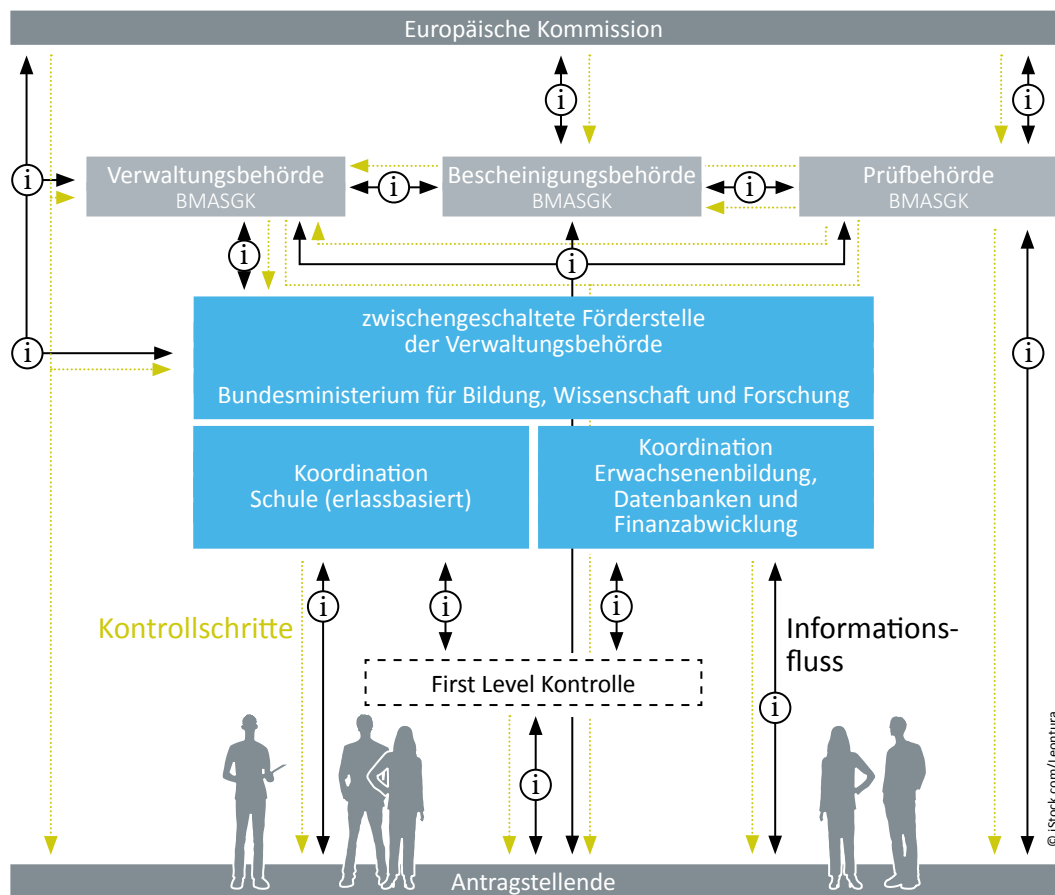 Europäische Kommission
i
i
i
Verwaltungsbehörde
BMASGK
i
Bescheinigungsbehörde
BMASGK
i
Prüfbehörde
BMASGK
i
i
zwischengeschaltete Förderstelle
der Verwaltungsbehörde
Bundesministerium für Bildung, Wissenschaft und Forschung
i
i
Koordination
Schule (erlassbasiert)
Koordination
Erwachsenenbildung,
Datenbanken und
Finanzabwicklung
i
i
i
Kontrollschritte
Informations-
fluss
First Level Kontrolle
i
i
© iStock.com/Leontura
Antragstellende